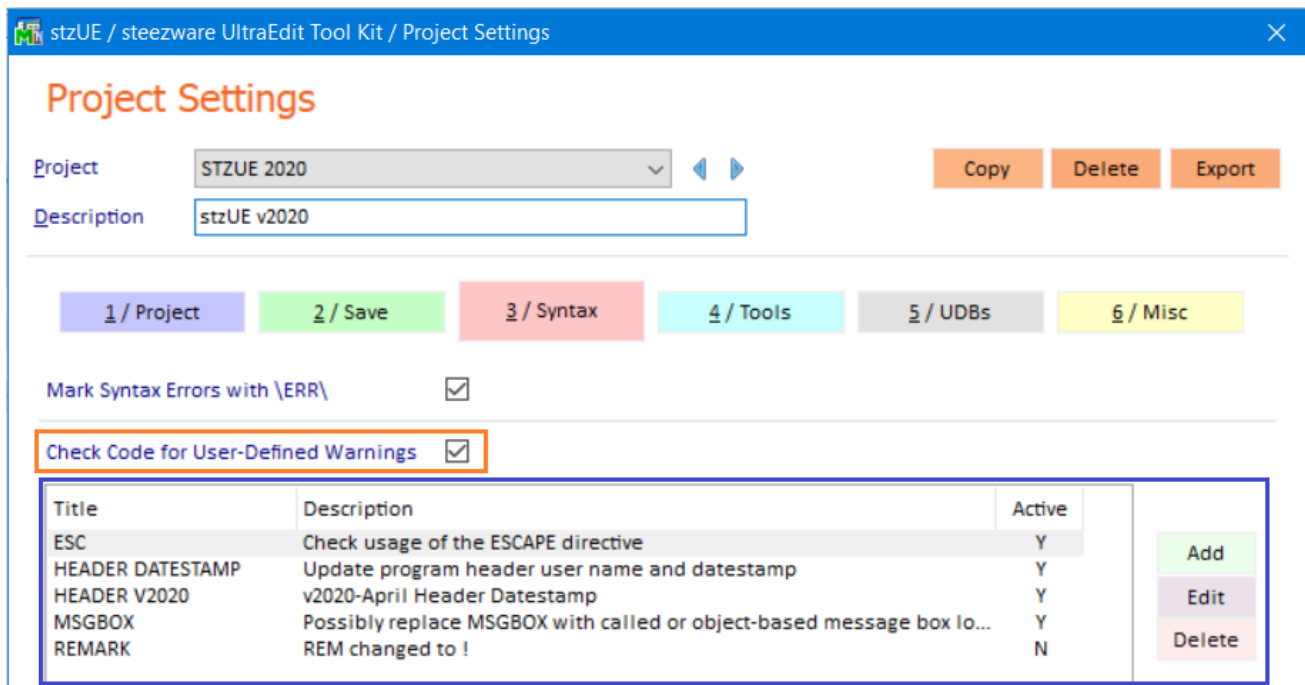 stzUE / steezware UltraEdit Tool Kit / Project Settings
Project Settings
Project STZUE 2020 Copy Delete Export
Description stzUE v2020
1 / Project 2 / Save 3 / Syntax 4 / Tools 5 / UDBs 6 / Misc
Mark Syntax Errors with \ERR\
Check Code for User-Defined Warnings
Title Description Active
ESC Check usage of the ESCAPE directive Y
HEADER DATESTAMP Update program header user name and datestamp Y
HEADER V2020 v2020-April Header Datestamp Y
MSGBOX Possibly replace MSGBOX with called or object-based message box lo... Y
REMARK REM changed to ! N
Add
Edit
Delete